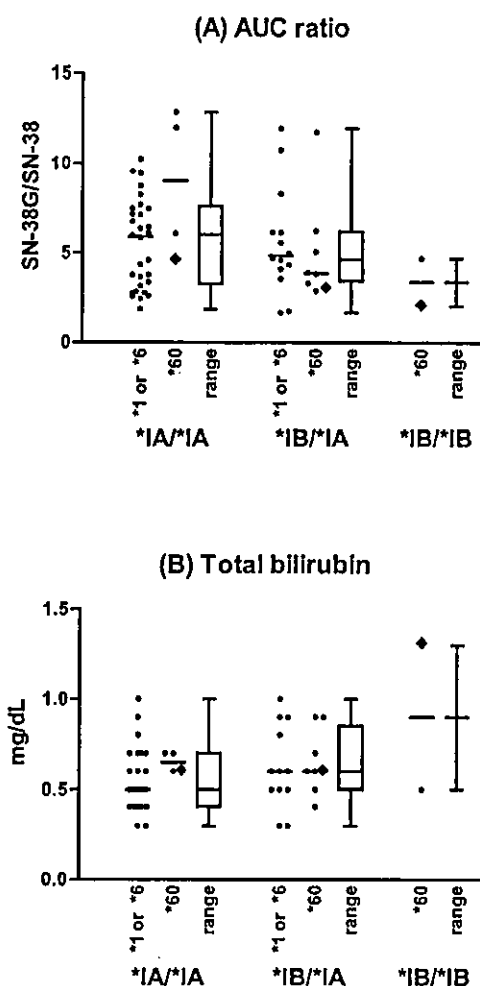 (A) AUC ratio
SN-38G/SN-38
15
10
5
0
*1 or *6
*60
range
*1 or *6
*60
range
*60
range
*IA/*IA
*IB/*IA
*IB/*IB
(B) Total bilirubin
mg/dL
1.5
1.0
0.5
0.0
*1 or *6
*60
range
*1 or *6
*60
range
*60
range
*IA/*IA
*IB/*IA
*IB/*IB